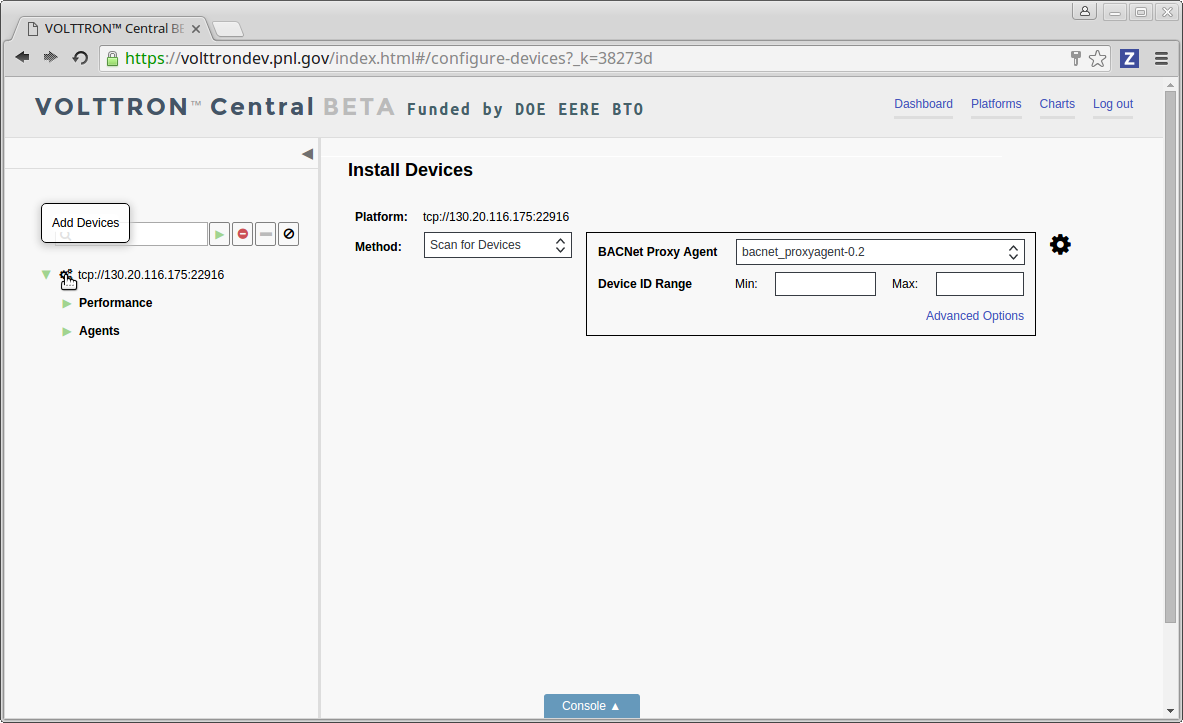 VOLTTRON™ Central BE
https://volttrondev.pnl.gov/index.html#/configure-devices?_k=38273d
Z
VOLTTRON™ Central BETA Funded by DOE EERE BTO
Dashboard
Platforms
Charts
Log out
Add Devices
tcp://130.20.116.175:22916
Performance
Agents
Install Devices
Platform: tcp://130.20.116.175:22916
Method: Scan for Devices
BACNet Proxy Agent bacnet_proxyagent-0.2
Device ID Range Min: Max:
Advanced Options
Console ▲